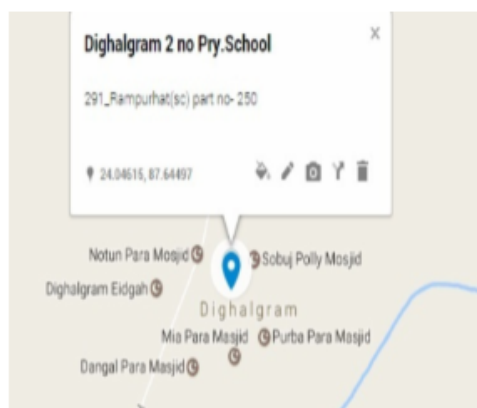 Dighalgram 2 no Pry.School
291_Rampurhat(sc) part no- 250
24.04615, 87.64497
Notun Para Mosjid
Sobuj Polly Mosjid
Dighalgram Eidgah
Dighalgram
Mia Para Masjid
Purba Para Masjid
Dangal Para Masjid